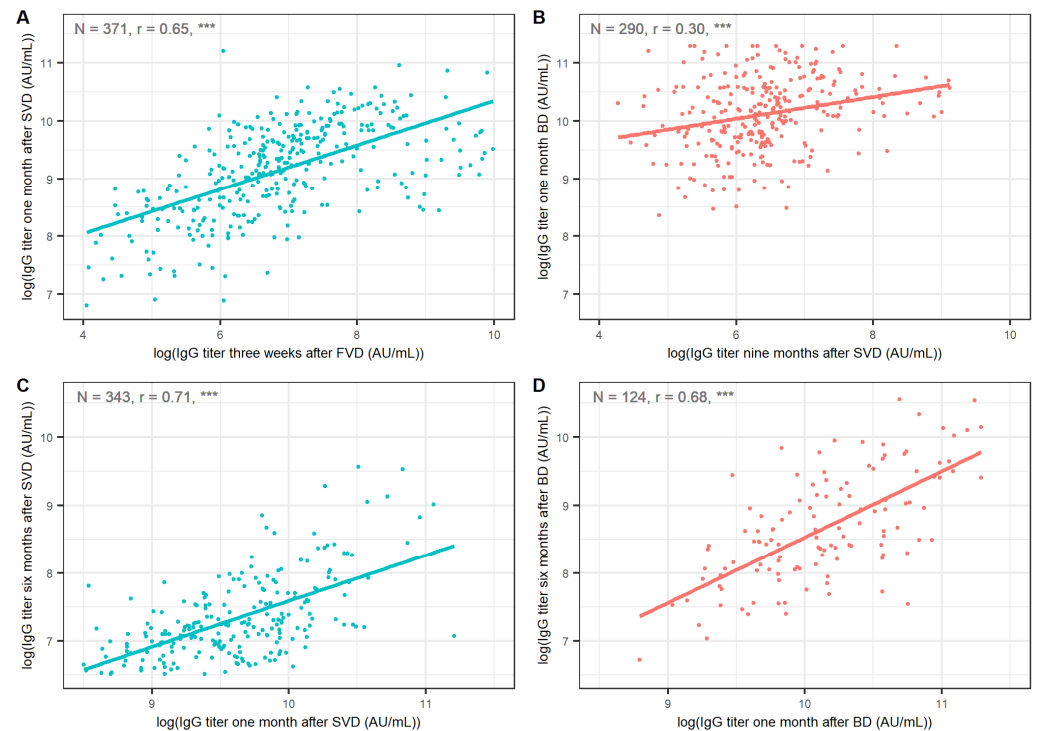 A
N = 371, r = 0.65, ***
log(IgG titer one month after SVD (AU/mL))
11
10
9
8
7
4
6
8
10
log(IgG titer three weeks after FVD (AU/mL))
B
N = 290, r = 0.30, ***
log(IgG titer one month BD (AU/mL))
11
10
9
8
7
4
6
8
10
log(IgG titer nine months after SVD (AU/mL))
C
N = 343, r = 0.71, ***
log(IgG titer six months after SVD (AU/mL))
10
9
8
7
9
10
11
log(IgG titer one month after SVD (AU/mL))
D
N = 124, r = 0.68, ***
log(IgG titer six months after BD (AU/mL))
10
9
8
7
9
10
11
log(IgG titer one month after BD (AU/mL))